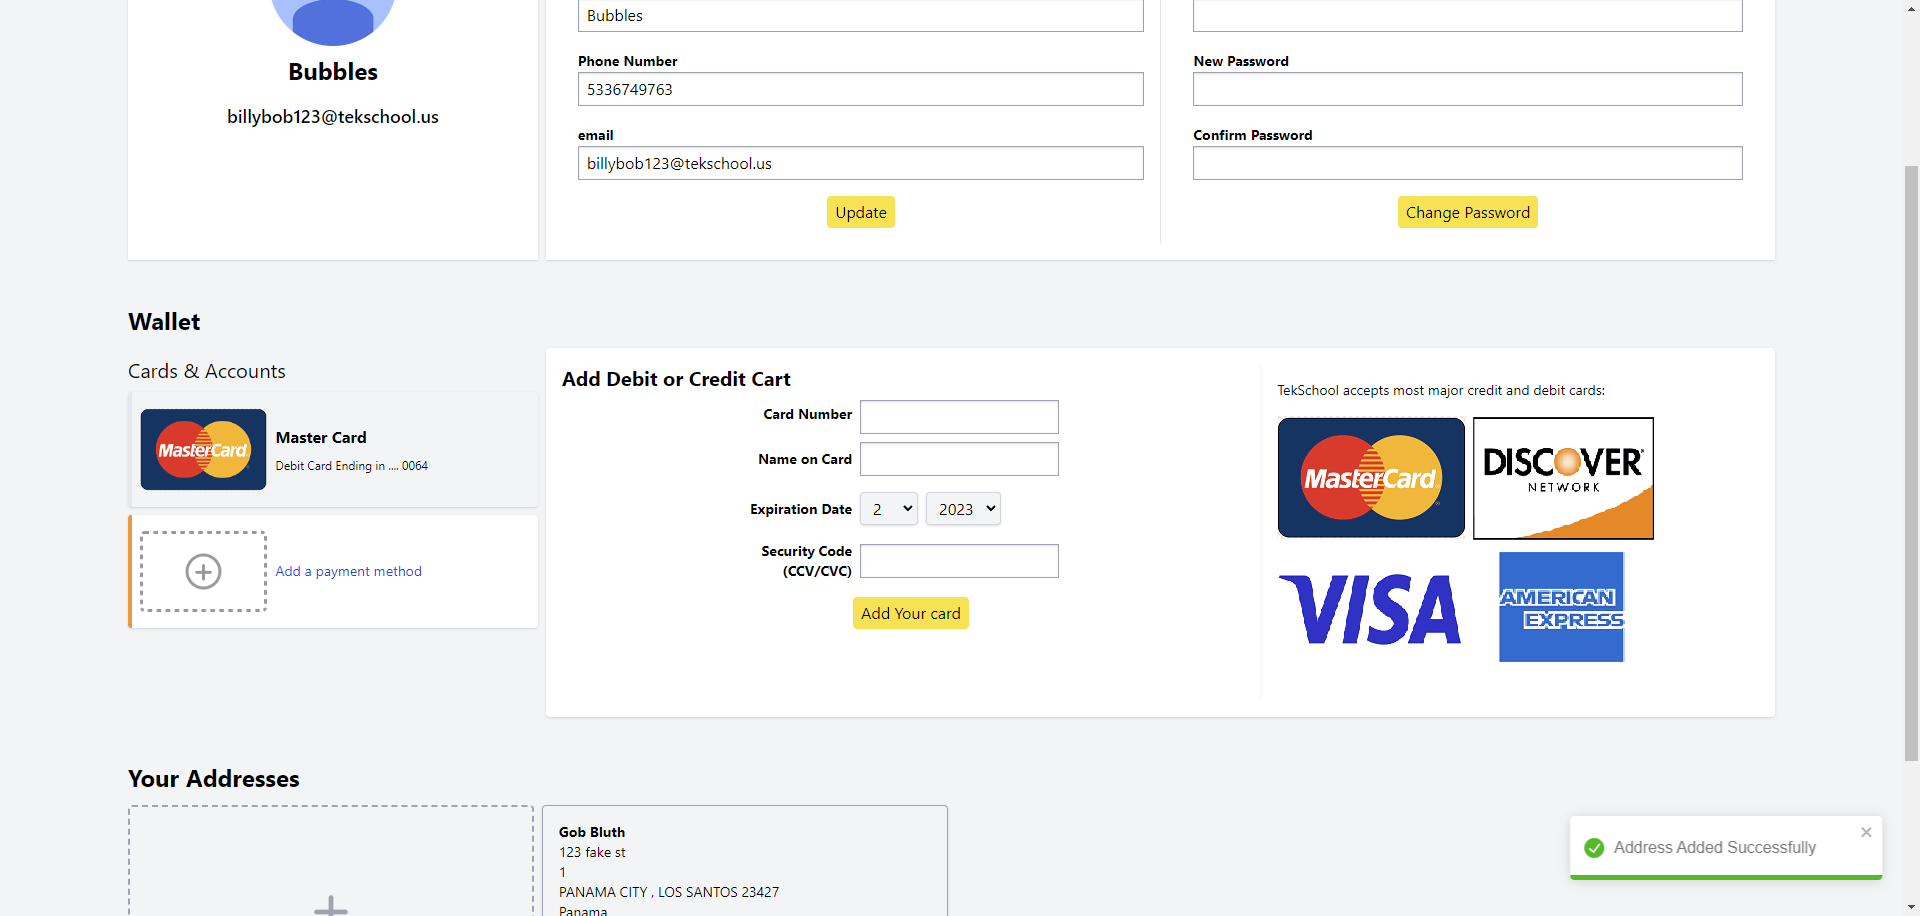 Bubbles
billybob123@tekschool.us
Bubbles
Phone Number
5336749763
email
billybob123@tekschool.us
Update
New Password
Confirm Password
Change Password
Wallet
Cards & Accounts
MasterCard
Master Card
Debit Card Ending in .... 0064
Add a payment method
Add Debit or Credit Cart
Card Number
Name on Card
Expiration Date 2 2023
Security Code
(CCV/CVC)
Add Your card
TekSchool accepts most major credit and debit cards:
MasterCard
DISCOVER
NETWORK
VISA
AMERICAN
EXPRESS
Your Addresses
Gob Bluth
123 fake st
1
PANAMA CITY , LOS SANTOS 23427
Panama
Address Added Successfully